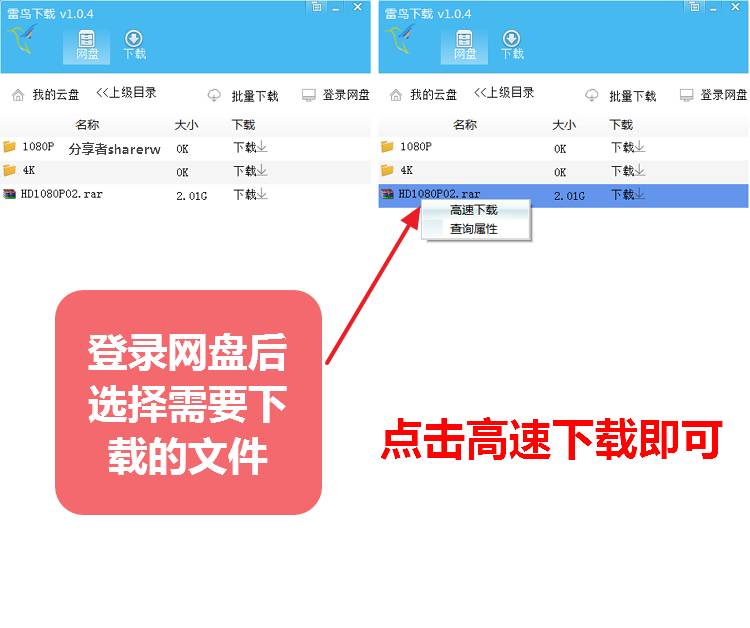 雷鸟下载 v1.0.4
网盘
下载
我的云盘
<<上级目录
批量下载
登录网盘
名称
大小
下载
1080P
分享者sharerw
0K
下载
4K
0K
下载
HD1080P02.rar
2.01G
下载
登录网盘后
选择需要下
载的文件
雷鸟下载 v1.0.4
网盘
下载
我的云盘
<<上级目录
批量下载
登录网盘
名称
大小
下载
1080P
0K
下载
4K
0K
下载
HD1080P02.rar
2.01G
下载
高速下载
查询属性
点击高速下载即可